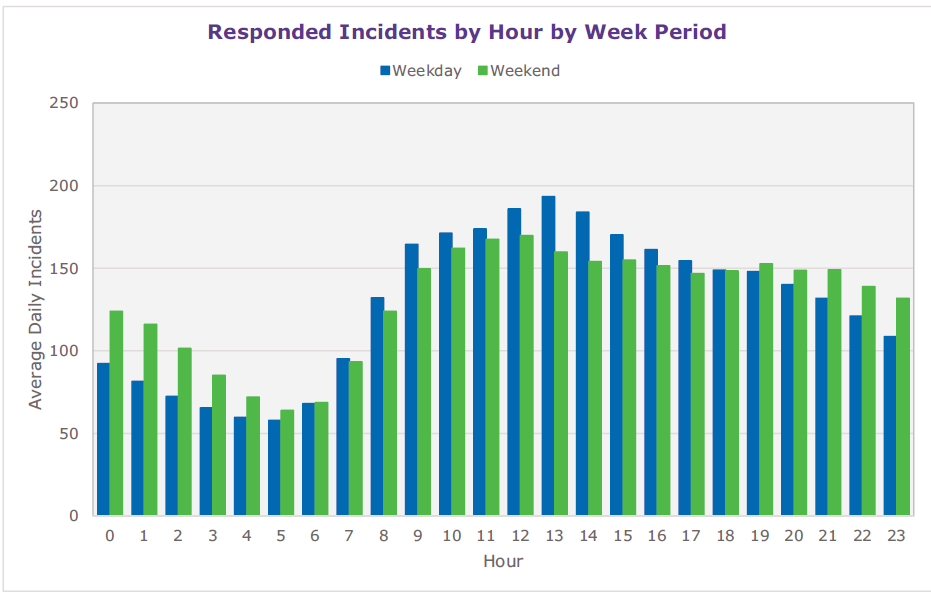 Responded Incidents by Hour by Week Period
Weekday Weekend
250
200
150
100
50
0
Average Daily Incidents
0 1 2 3 4 5 6 7 8 9 10 11 12 13 14 15 16 17 18 19 20 21 22 23
Hour